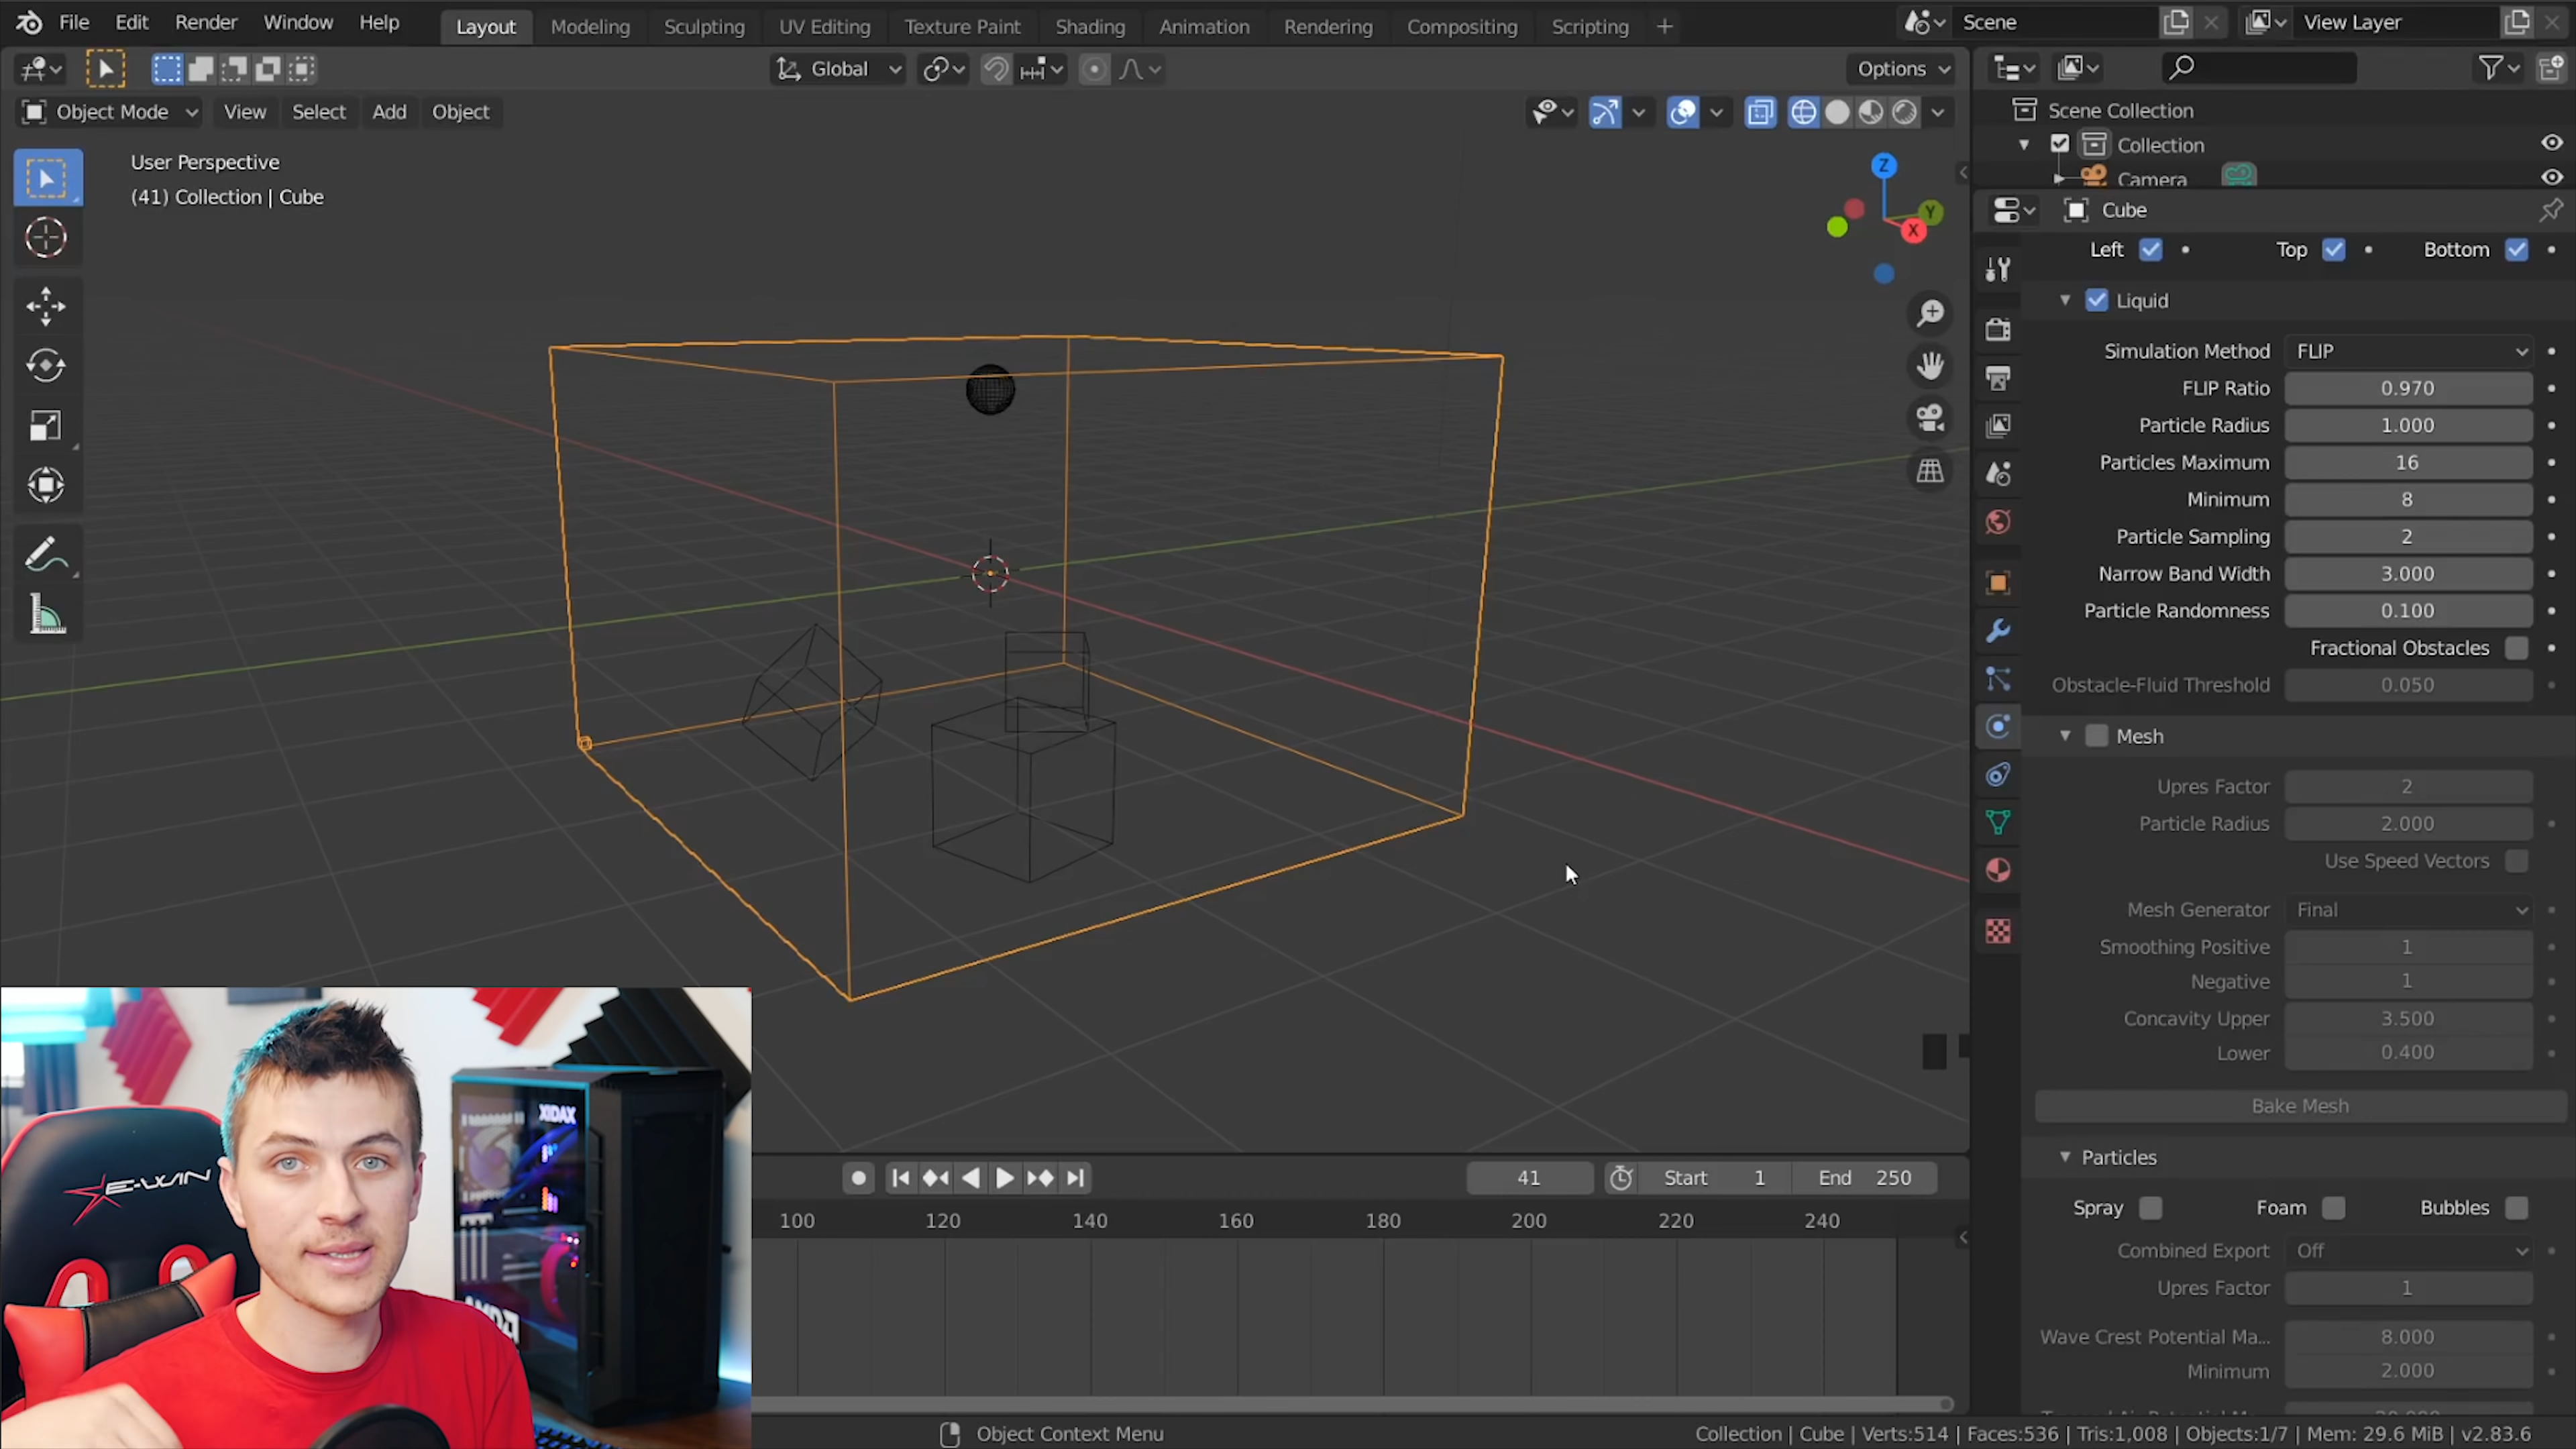 File Edit Render Window Help Layout Modeling Sculpting UV Editing Texture Paint Shading Animation Rendering Compositing Scripting + Scene View Layer
Global Options
Object Mode View Select Add Object
Scene Collection
Collection
Camera
User Perspective
(41) Collection | Cube
Z
Y
X
Cube
Left Top Bottom
Liquid
Simulation Method FLIP
FLIP Ratio 0.970
Particle Radius 1.000
Particles Maximum 16
Minimum 8
Particle Sampling 2
Narrow Band Width 3.000
Particle Randomness 0.100
Fractional Obstacles
Obstacle-Fluid Threshold 0.050
Mesh
Upres Factor 2
Particle Radius 2.000
Use Speed Vectors
Mesh Generator Final
Smoothing Positive 1
Negative 1
Concavity Upper 3.500
Lower 0.400
Bake Mesh
Particles
Spray Foam Bubbles
Combined Export Off
Upres Factor 1
Wave Crest Potential Ma... 8.000
Minimum 2.000
41 Start 1 End 250
100 120 140 160 180 200 220 240
XIDAX
E-WIN
Object Context Menu
Collection | Cube | Verts:514 | Faces:536 | Tris:1,008 | Objects:1/7 | Mem: 29.6 MiB | v2.83.6